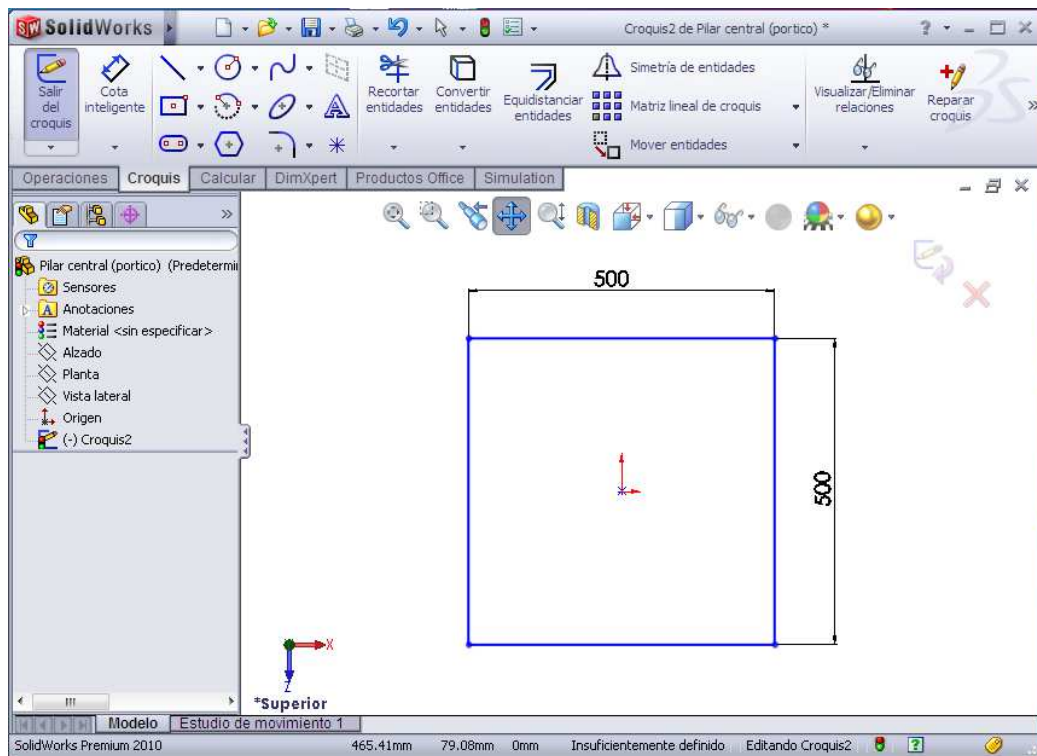 SolidWorks
Croquis2 de Pilar central (portico) *
Salir del croquis
Cota inteligente
Recortar entidades
Convertir entidades
Equidistanciar entidades
Simetría de entidades
Matriz lineal de croquis
Mover entidades
Visualizar/Eliminar relaciones
Reparar croquis
Operaciones Croquis Calcular DimXpert Productos Office Simulation
Pilar central (portico) (Predetermi
Sensores
Anotaciones
Material <sin especificar>
Alzado
Planta
Vista lateral
Origen
(-) Croquis2
500
500
X
Z
*Superior
Modelo Estudio de movimiento 1
SolidWorks Premium 2010 465.41mm 79.08mm 0mm Insuficientemente definido Editando Croquis2